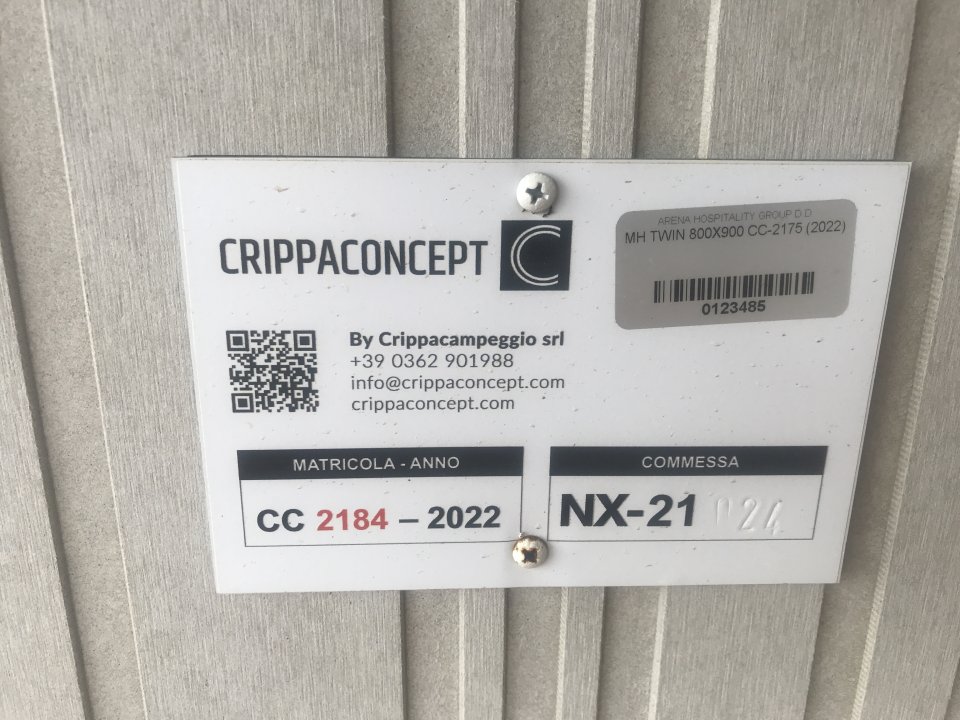 CRIPPACONCEPT
ARENA HOSPITALITY GROUP D.D.
MH TWIN 800X900 CC-2175 (2022)
0123485
By Crippacampeggio srl
+39 0362 901988
info@crippaconcept.com
crippaconcept.com
MATRICOLA - ANNO
CC 2184 – 2022
COMMESSA
NX-21 024